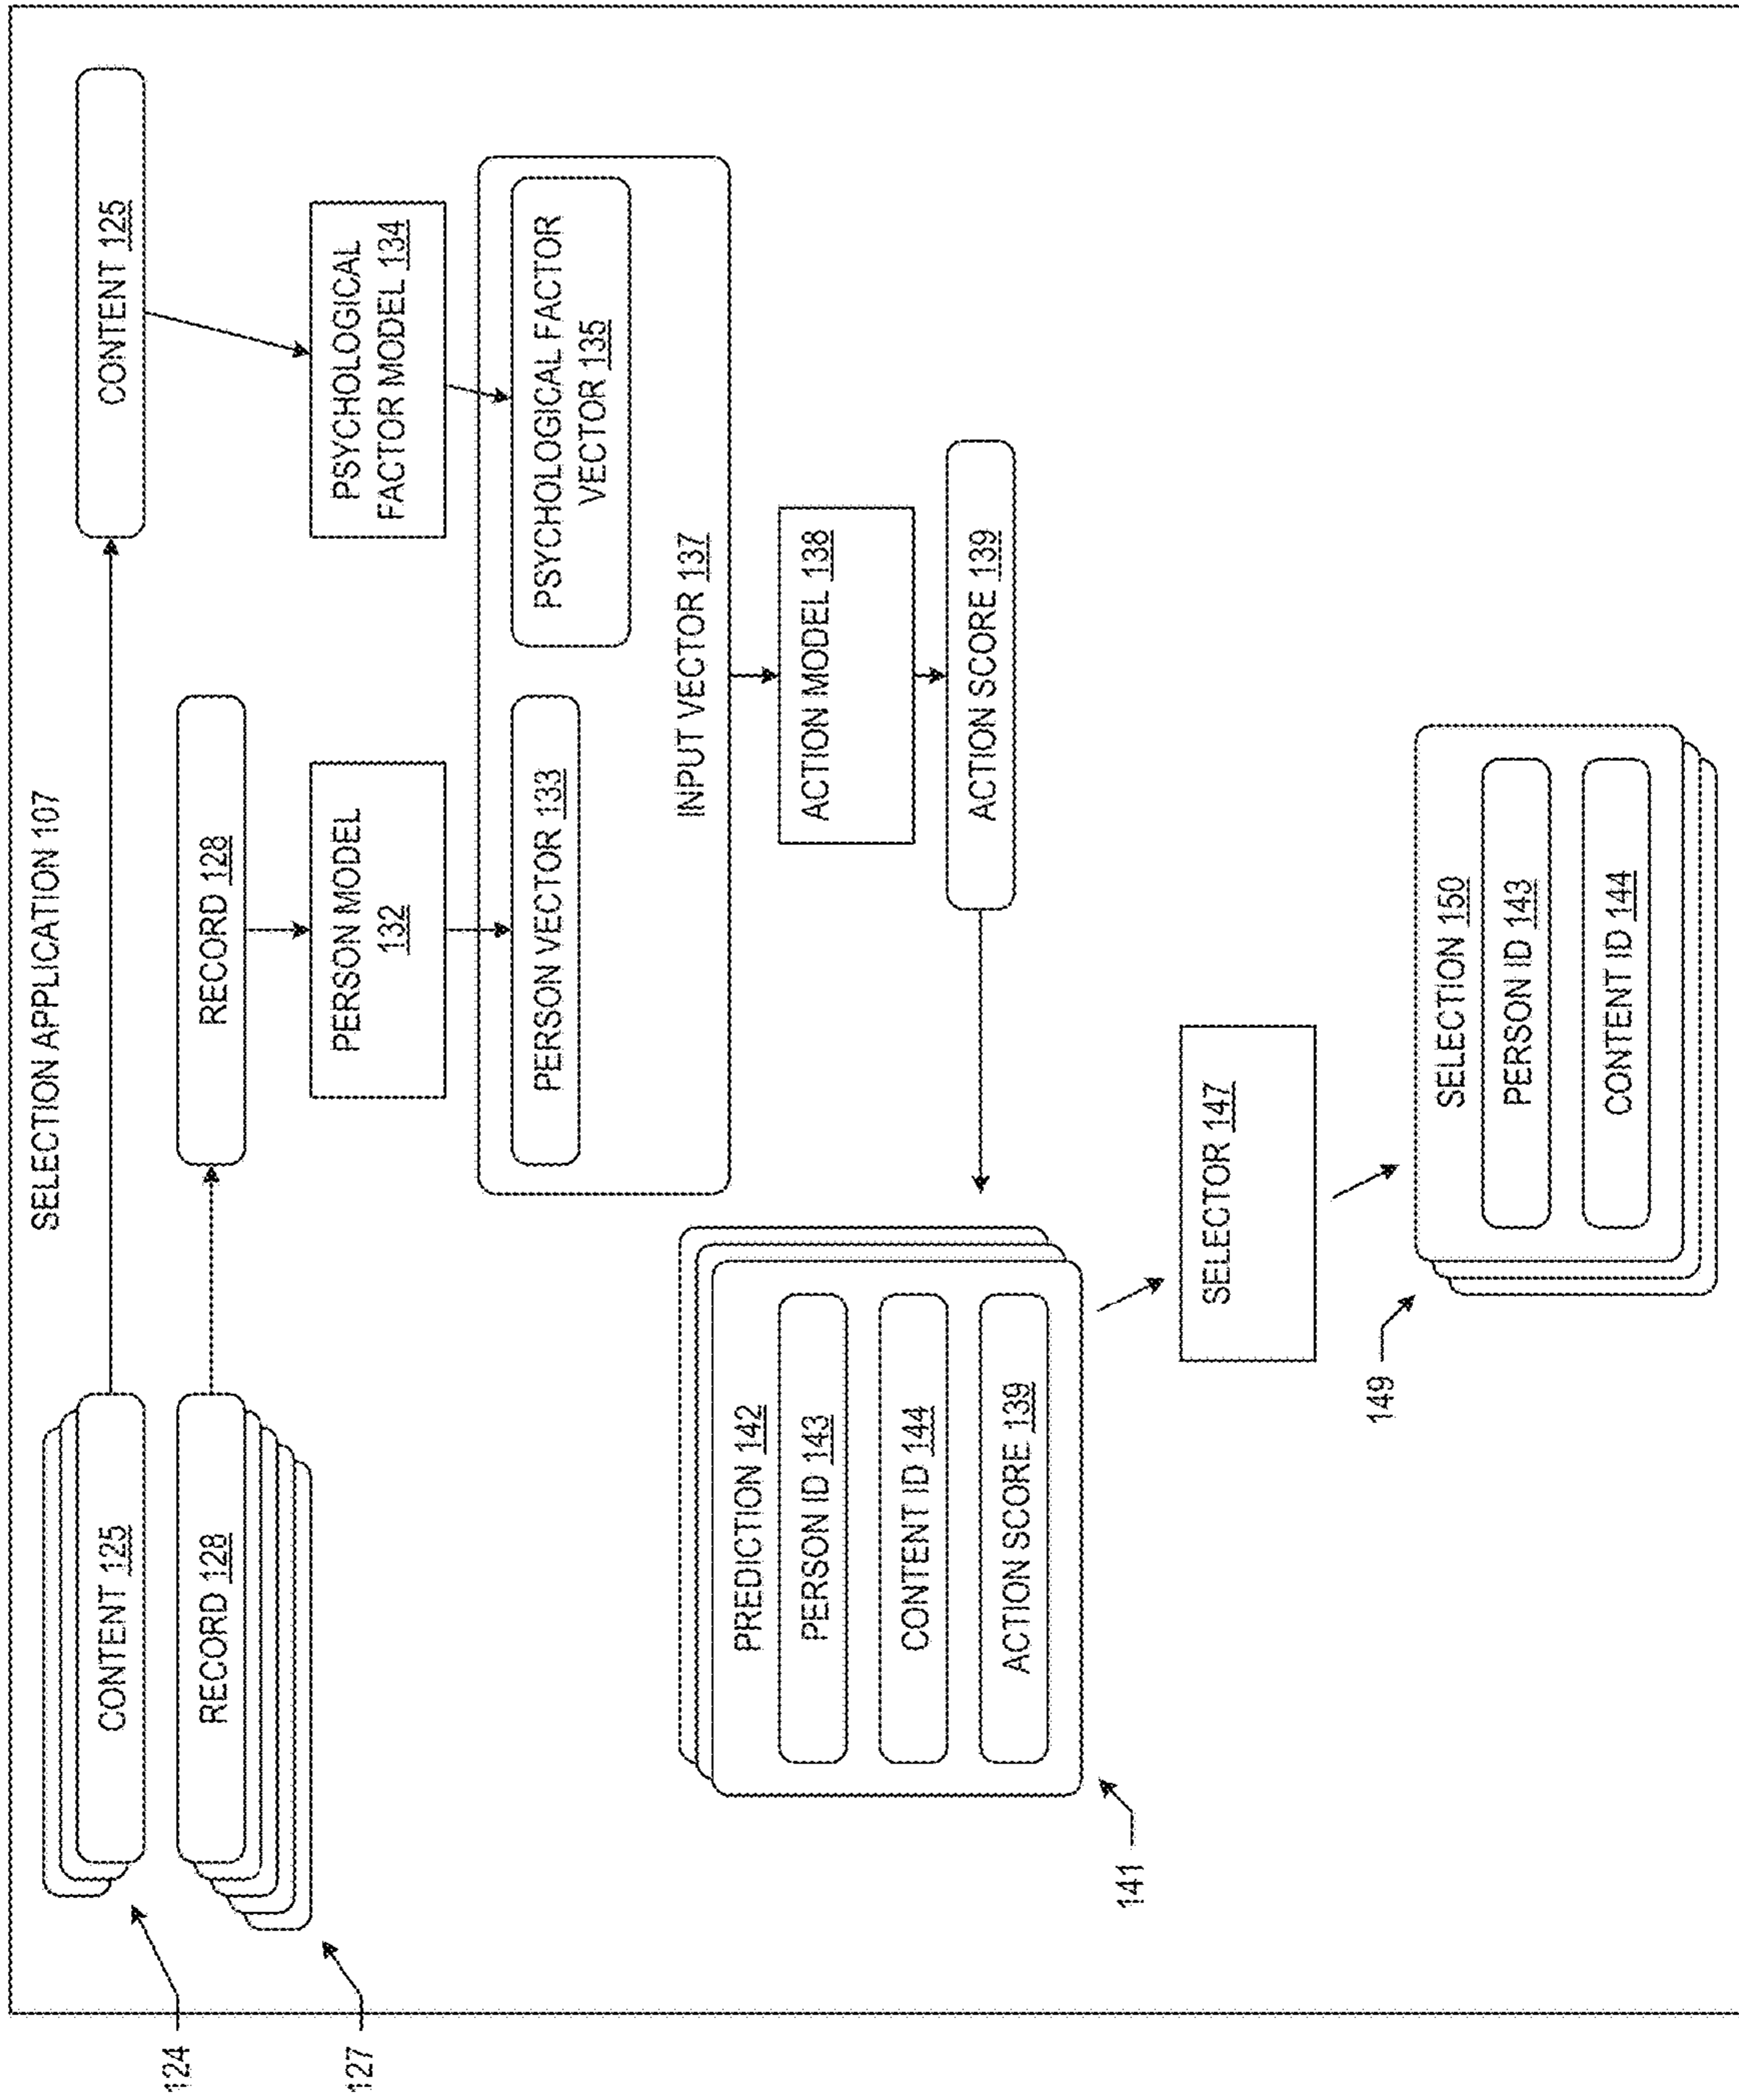 SELECTION APPLICATION 107
124
CONTENT 125
CONTENT 125
127
RECORD 128
RECORD 128
PERSON MODEL
132
PSYCHOLOGICAL
FACTOR MODEL 134
PERSON VECTOR 133
PSYCHOLOGICAL FACTOR
VECTOR 135
INPUT VECTOR 137
ACTION MODEL 138
ACTION SCORE 139
141
PREDICTION 142
PERSON ID 143
CONTENT ID 144
ACTION SCORE 139
SELECTOR 147
149
SELECTION 150
PERSON ID 143
CONTENT ID 144